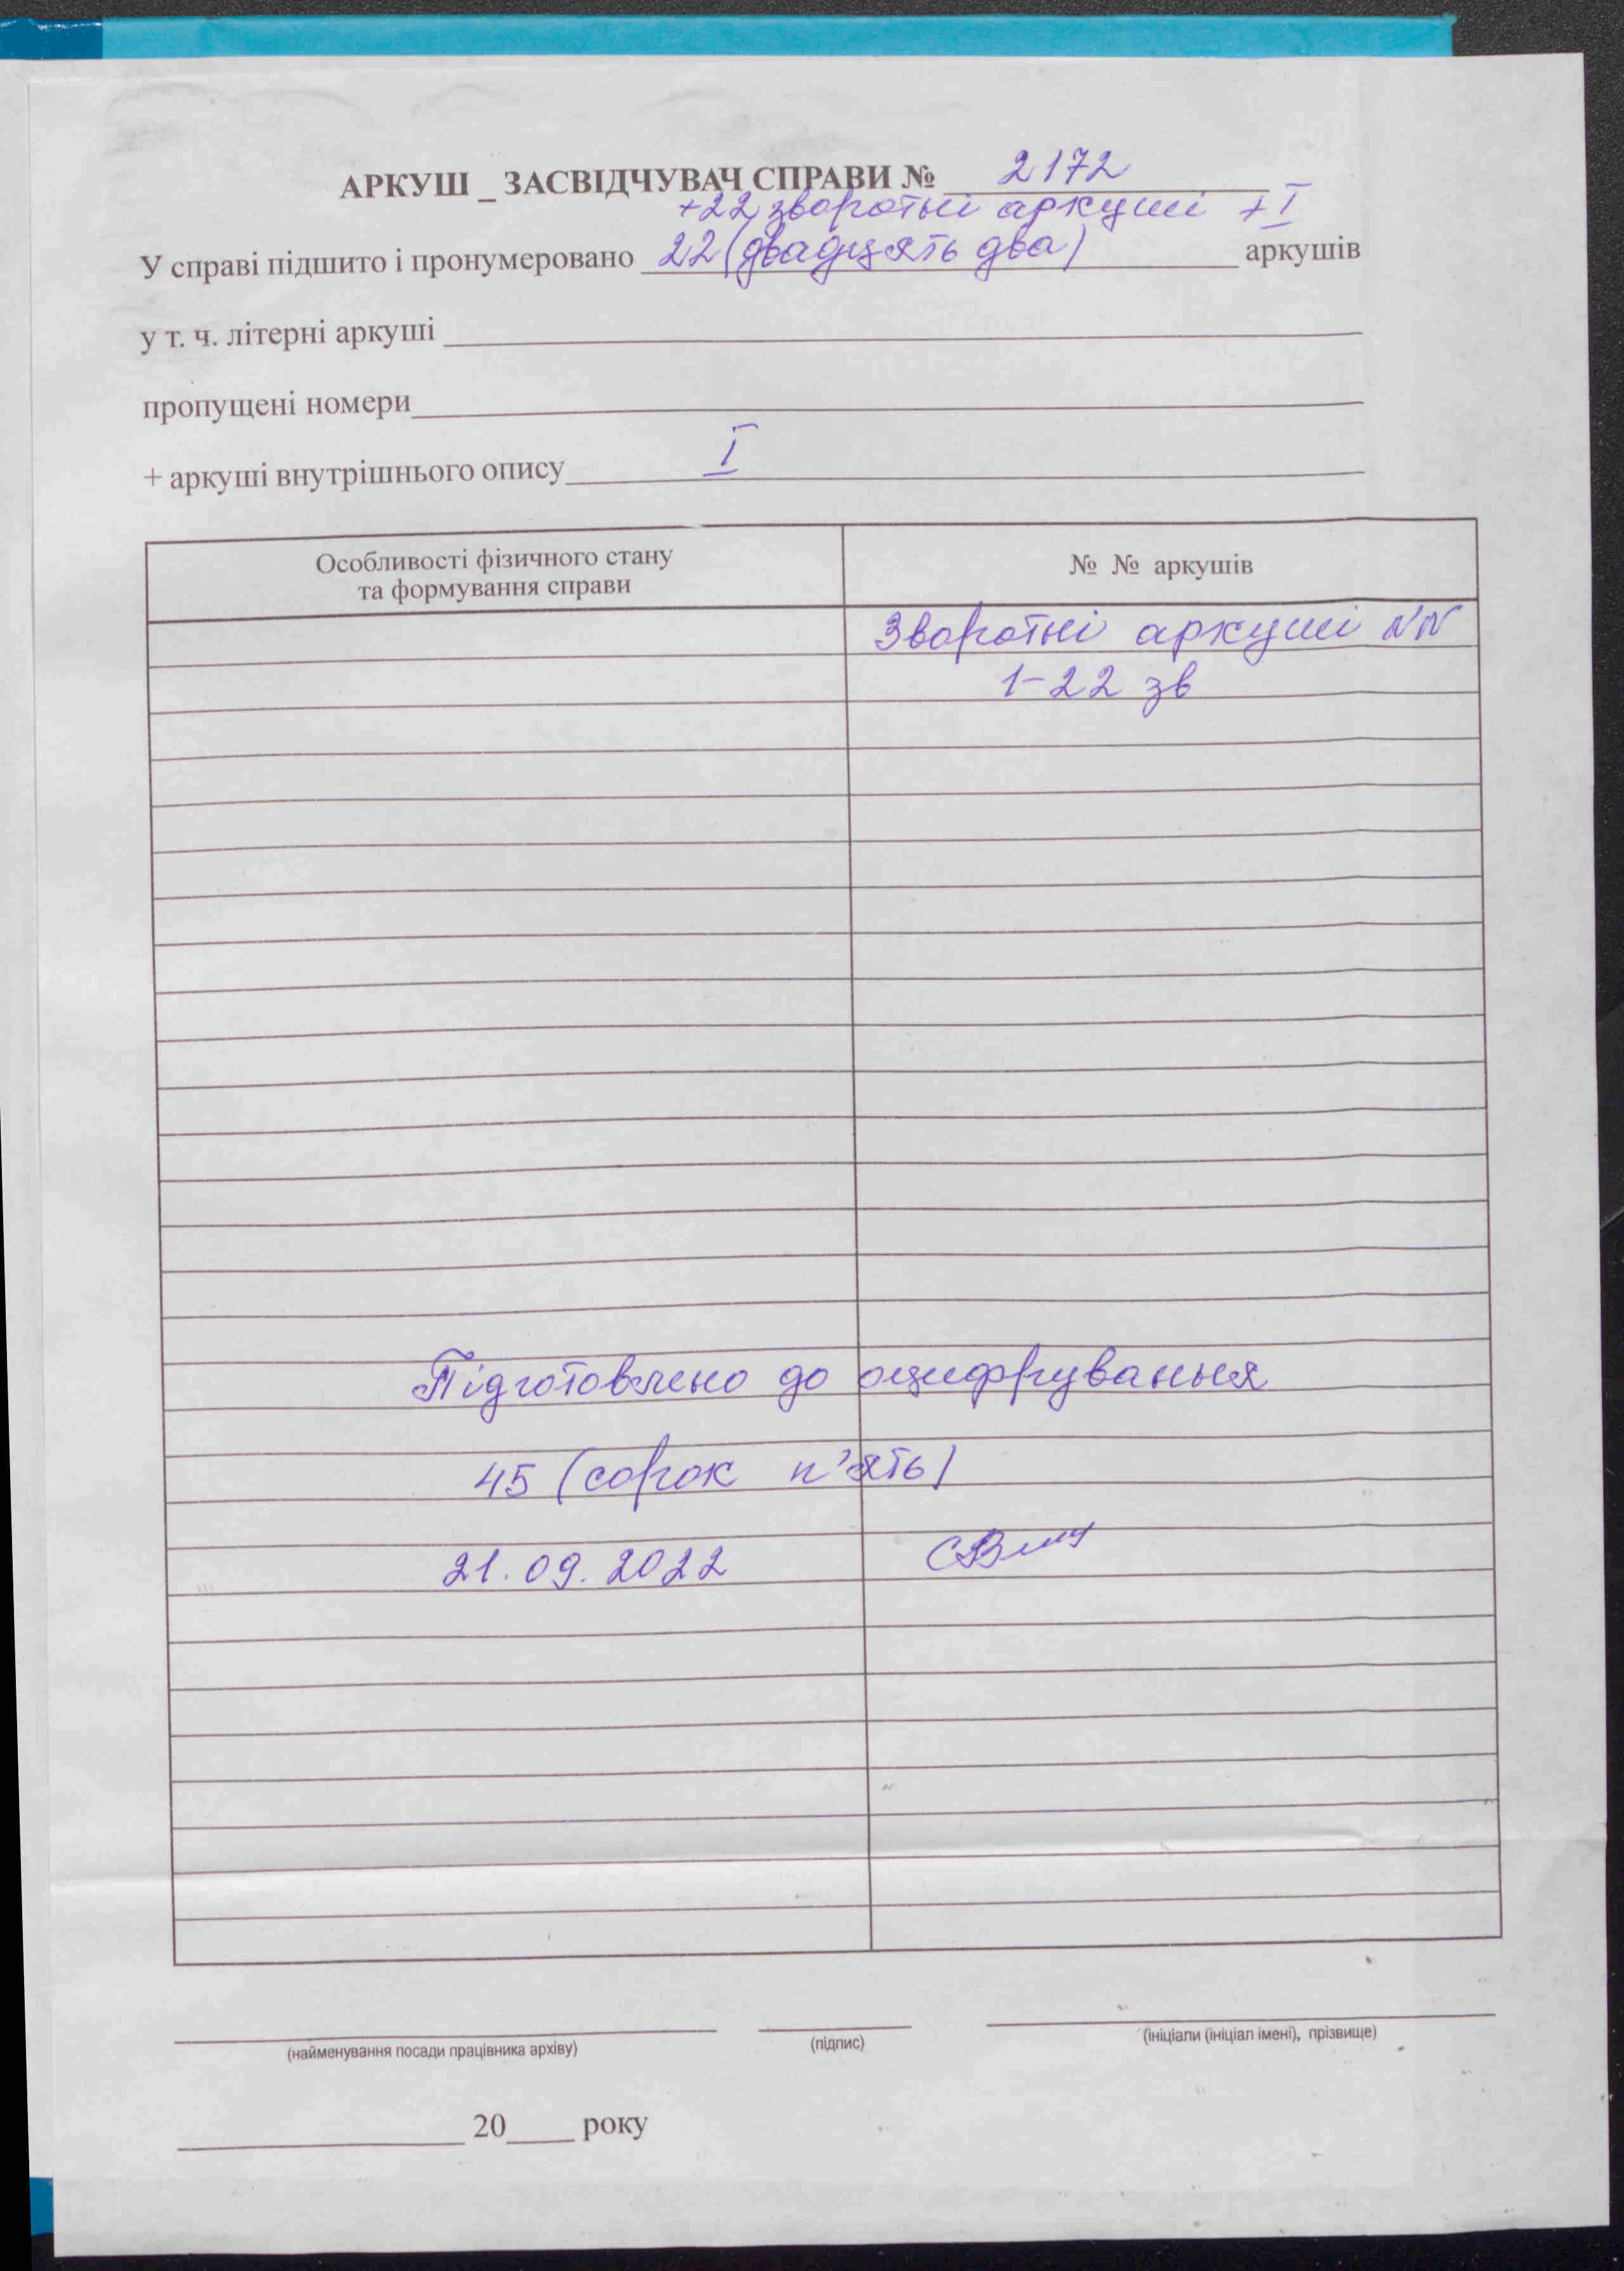 АРКУШ _ ЗАСВІДЧУВАЧ СПРАВИ № 2172
+22 зворотні аркуші + I
У справі підшито і пронумеровано 22 (двадцять два) аркушів
у т. ч. літерні аркуші
пропущені номери
+ аркуші внутрішнього опису I
Особливості фізичного стану
та формування справи
№ № аркушів
Зворотні аркуші NN
1-22 зв
Підготовлено до оцифрування
45 (сорок п'ять)
21.09.2022
(найменування посади працівника архіву)
(підпис)
(ініціали (ініціал імені), прізвище)
20 року